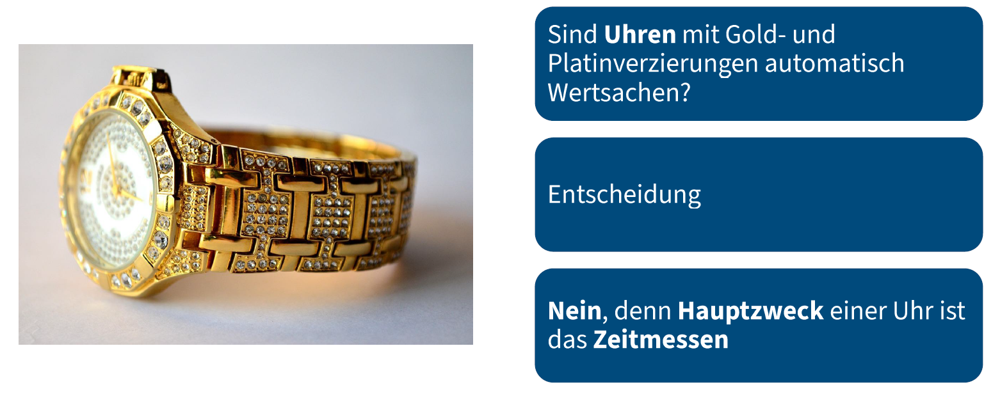 Sind Uhren mit Gold- und
Platinverzierungen automatisch
Wertsachen?
Entscheidung
Nein, denn Hauptzweck einer Uhr ist
das Zeitmessen